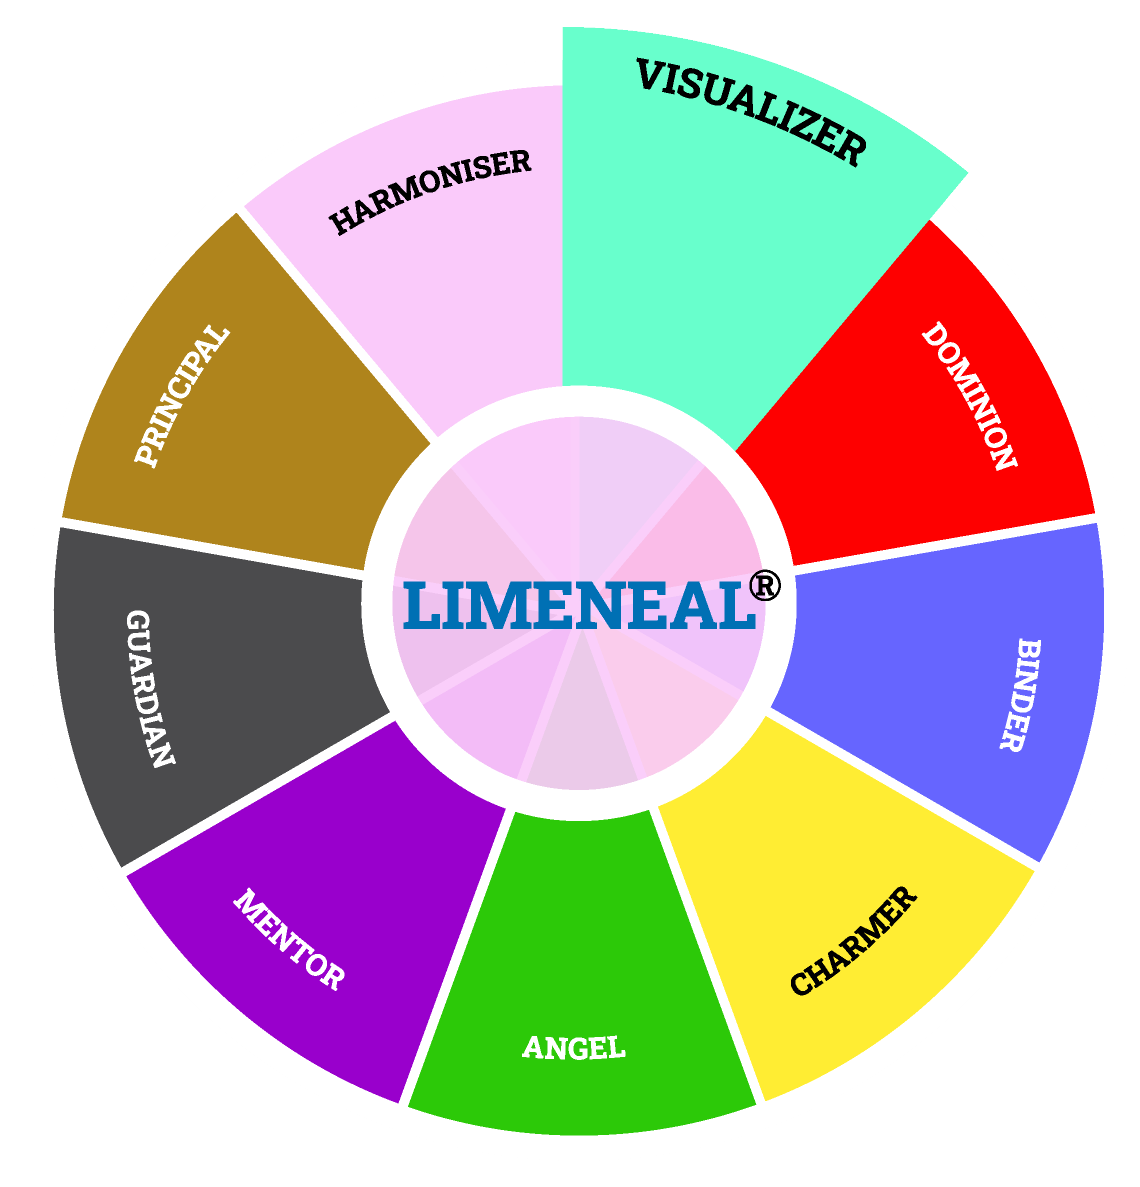 VISUALIZER
DOMINION
BINDER
CHARMER
ANGEL
MENTOR
GUARDIAN
PRINCIPAL
HARMONISER
LIMENEAL®